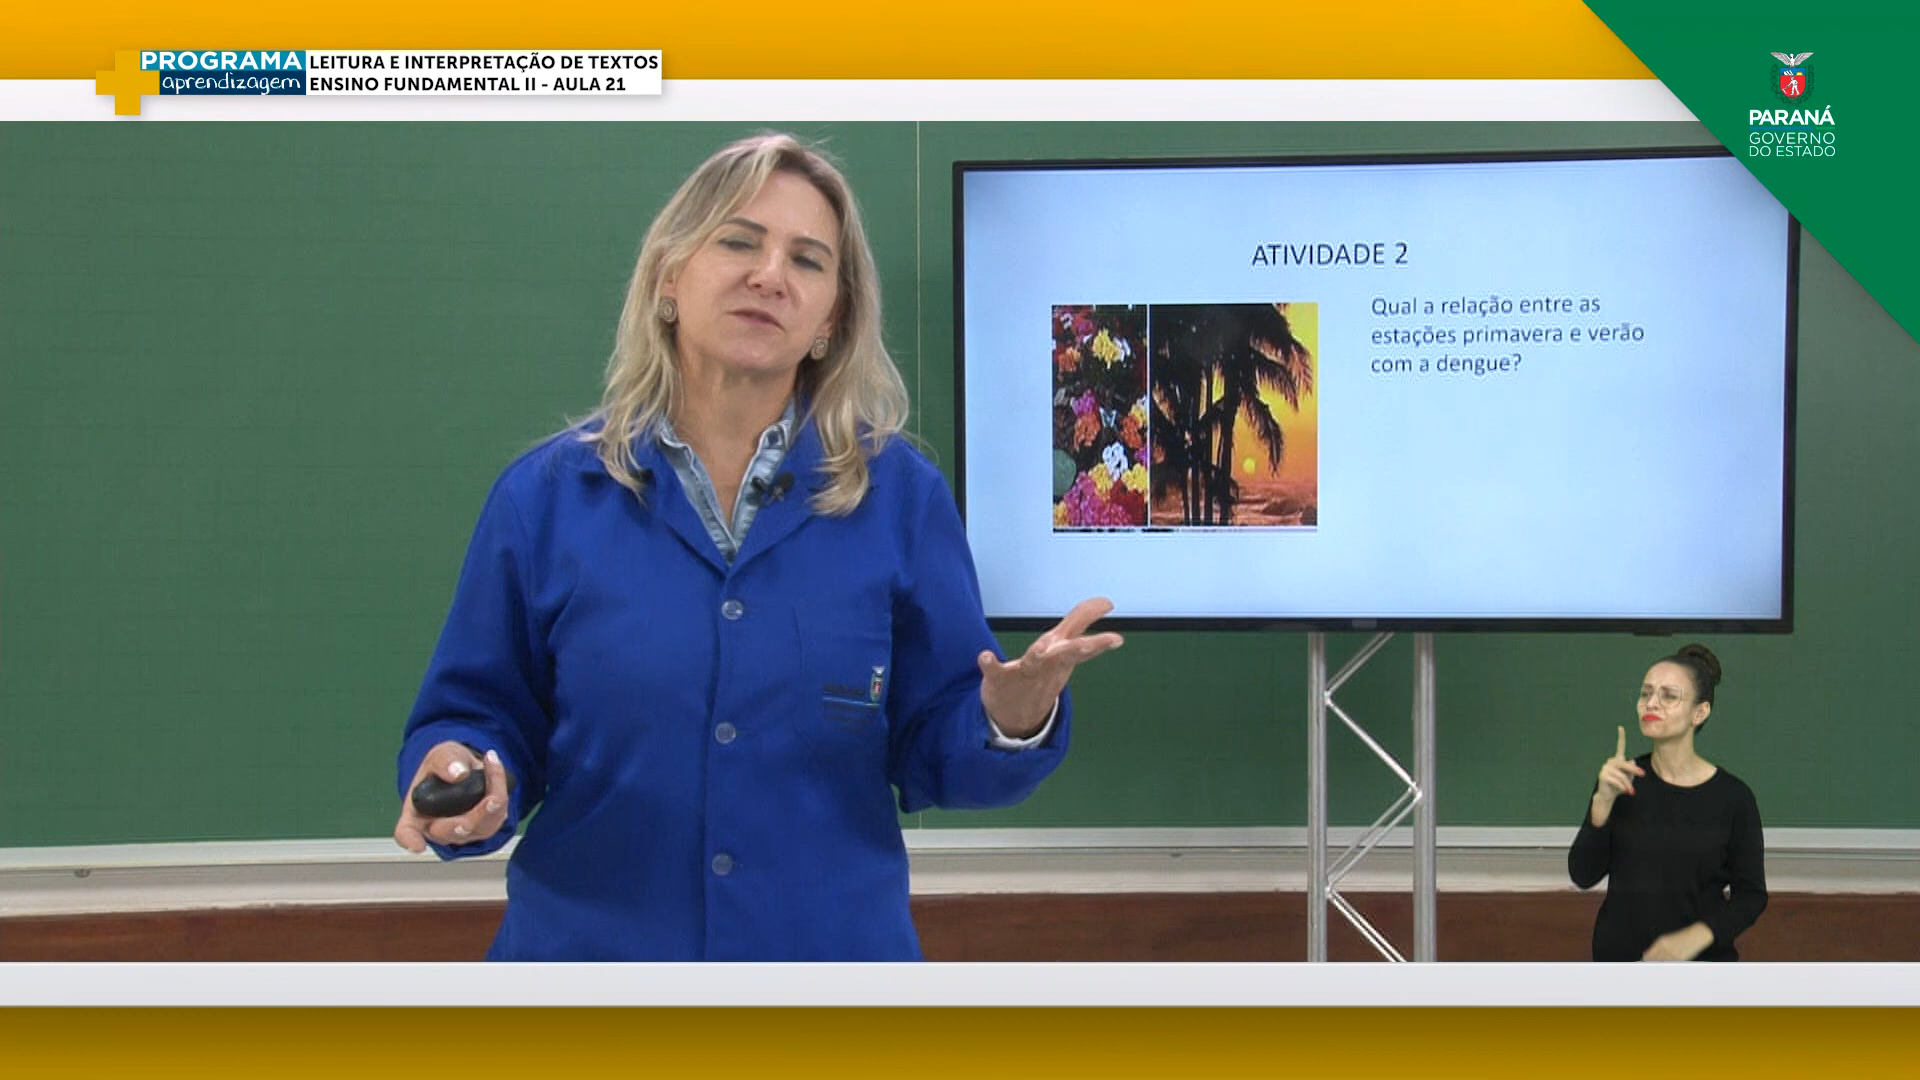 PROGRAMA
aprendizagem
LEITURA E INTERPRETAÇÃO DE TEXTOS
ENSINO FUNDAMENTAL II - AULA 21
PARANÁ
GOVERNO
DO ESTADO
ATIVIDADE 2
Qual a relação entre as
estações primavera e verão
com a dengue?